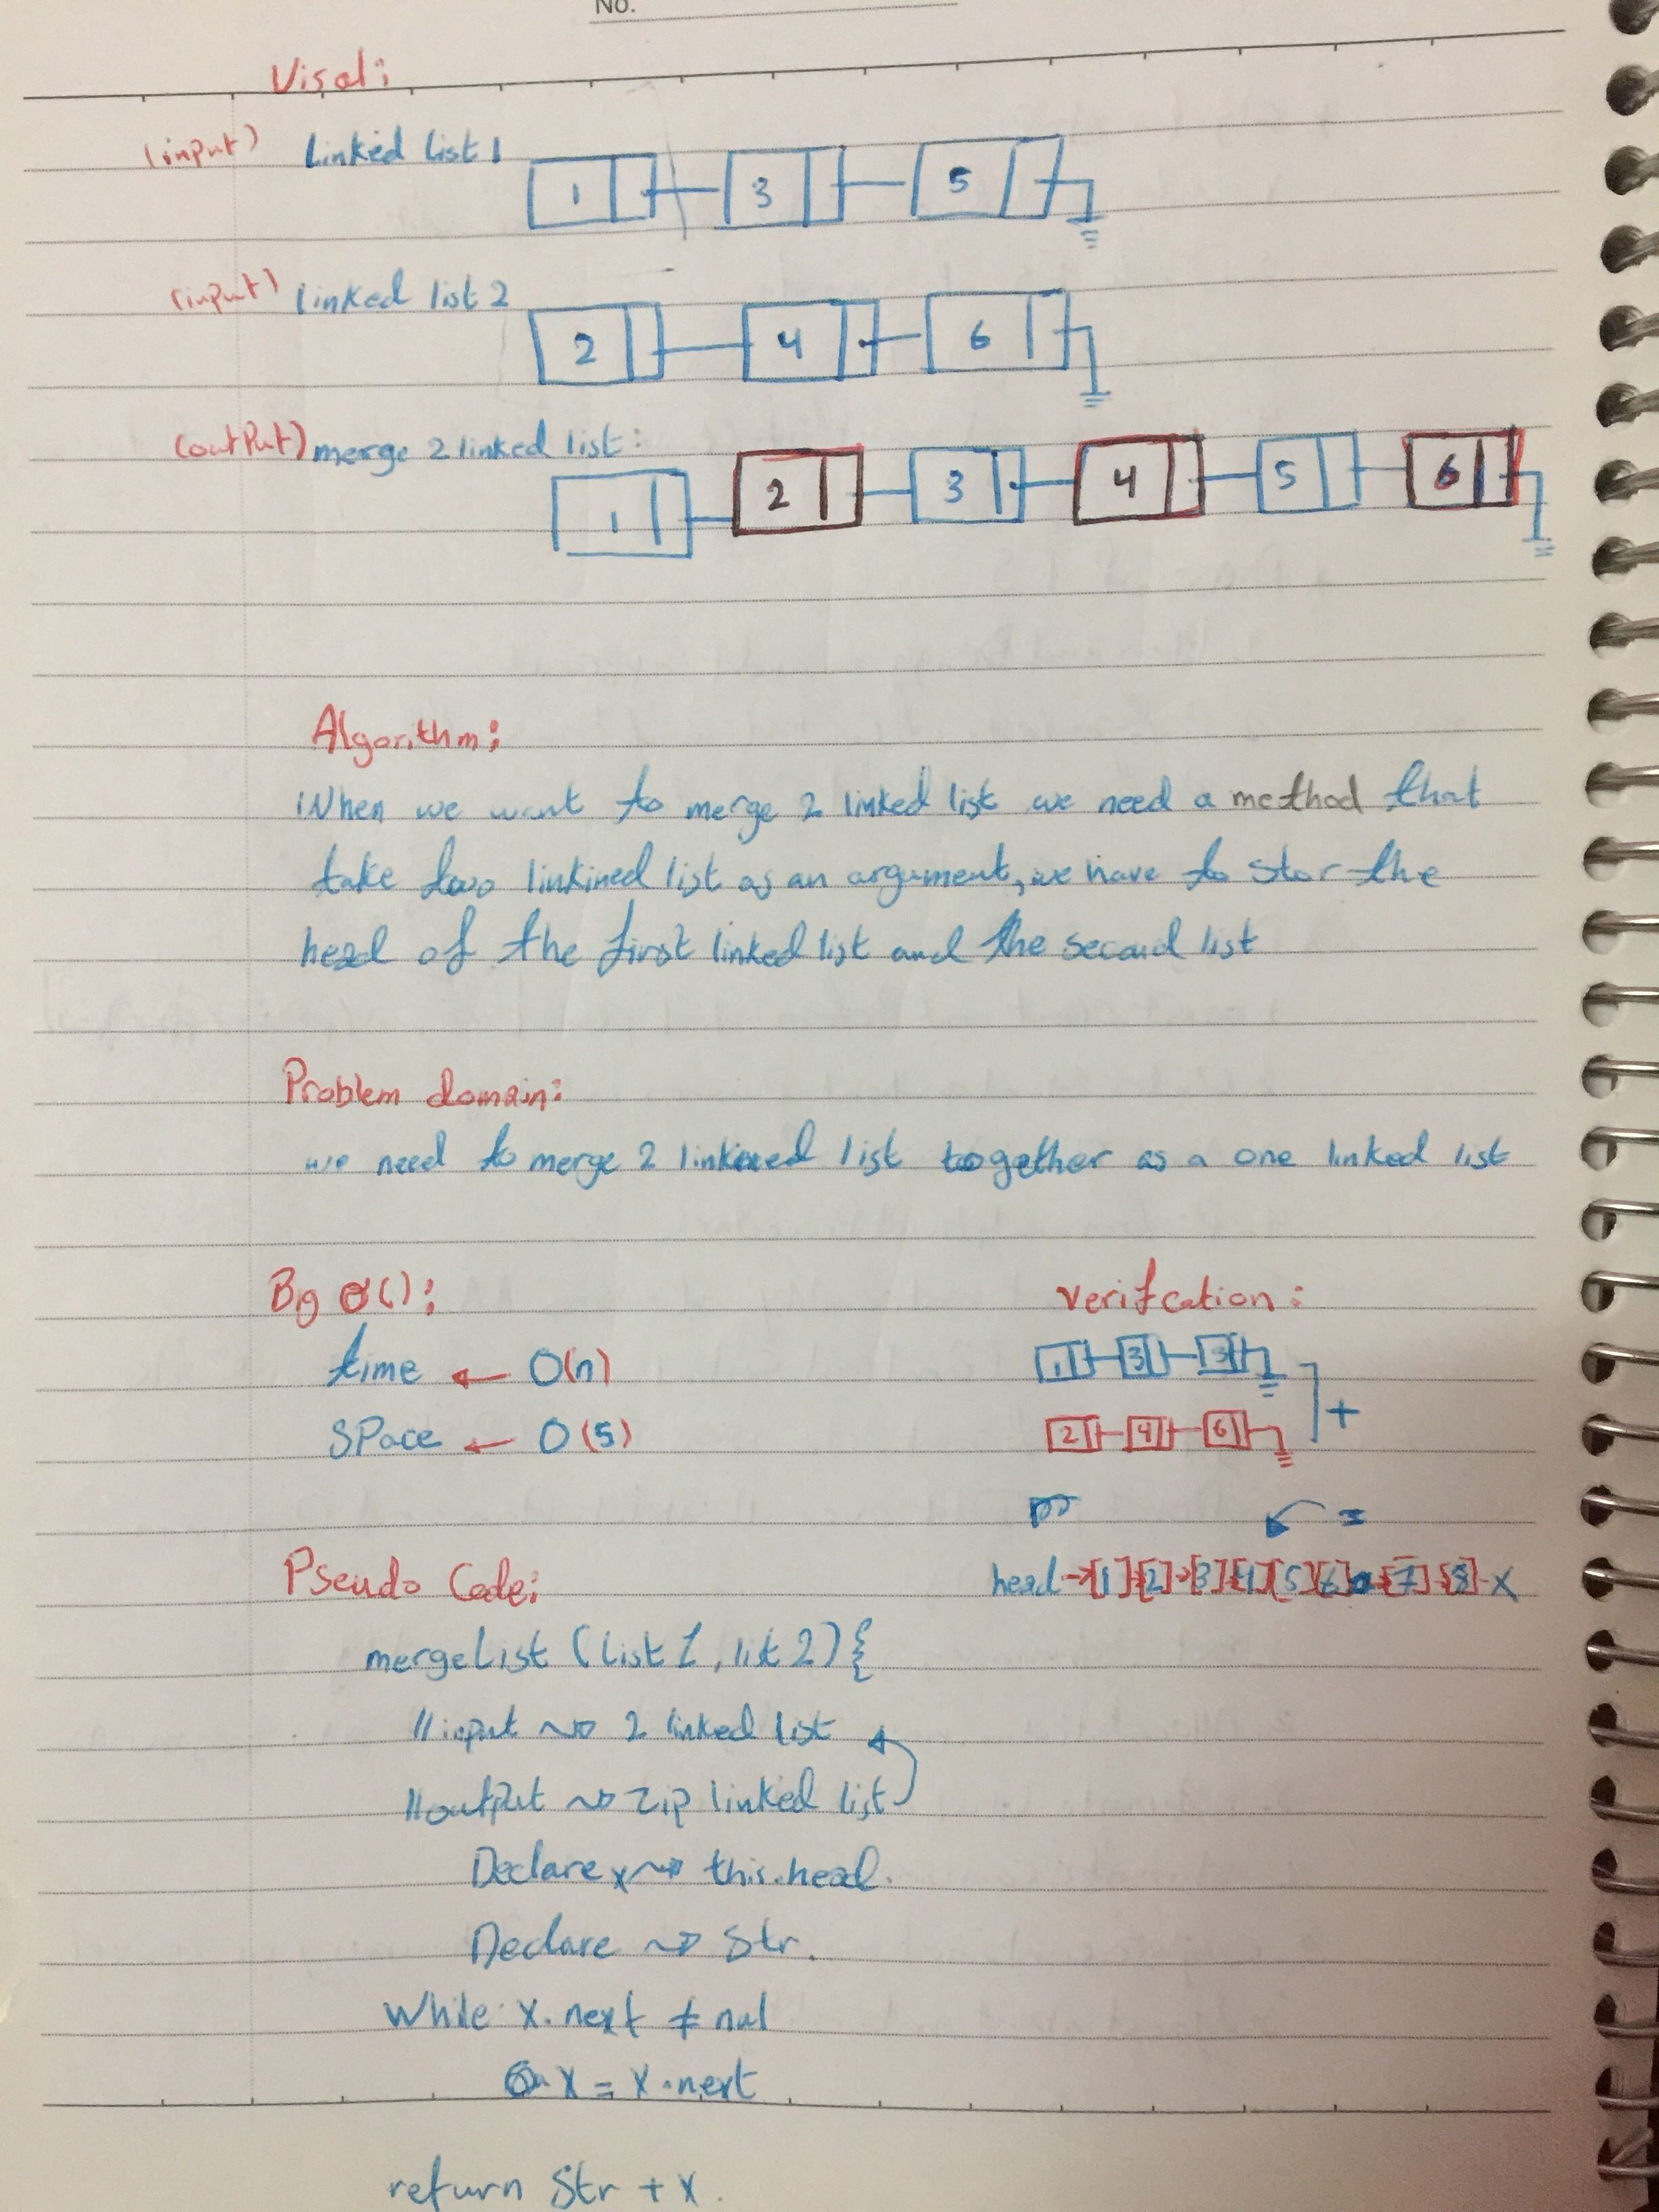 No.
Visal:
(input) Linked list 1
1 3 5
(input) linked list 2
2 4 6
(output) merge 2 linked list:
1 2 3 4 5 6
Algorithm:
When we want to merge 2 linked list we need a method that
take two linkined list as an argument, we have to stor the
head of the first linked list and the second list
Problem domain:
we need to merge 2 linkined list together as a one linked list
Big O():
time ← O(n)
SPace ← O(5)
verifcation:
1 3 5
2 4 6
+
=
head →[1]→[2]→[3][4][5][6]→[7][8]-X
Pseudo Code:
mergeList (list 1, list 2) {
// input ~> 2 linked list
// output ~> Zip linked list
Declare x ~> this.head.
Declare ~> Str.
While x.next ≠ nul
x = x.next
return Str + x.